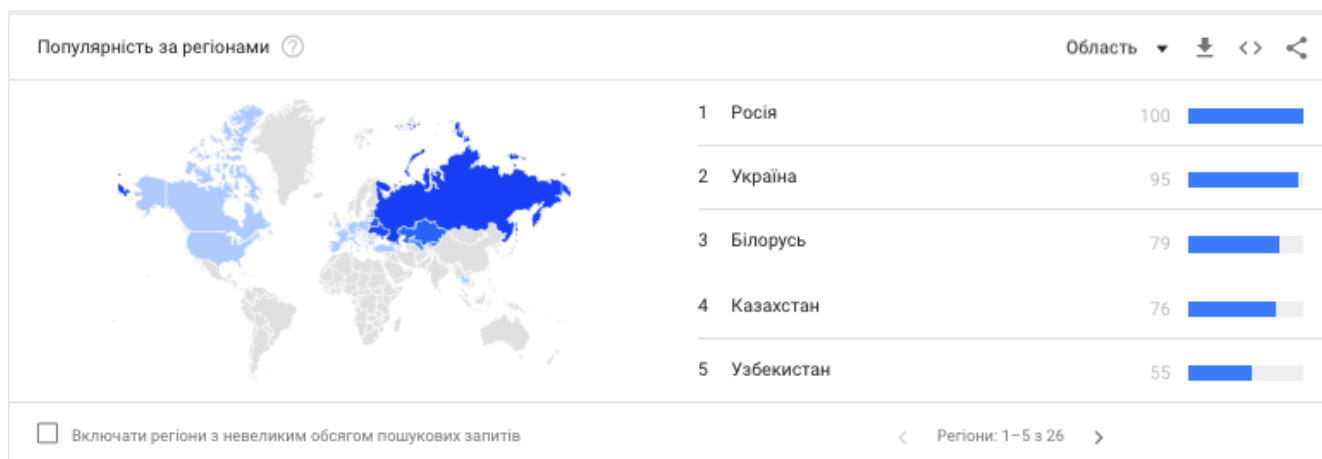 Популярність за регіонами
Область
1 Росія 100
2 Україна 95
3 Білорусь 79
4 Казахстан 76
5 Узбекистан 55
Включати регіони з невеликим обсягом пошукових запитів
Регіони: 1–5 з 26